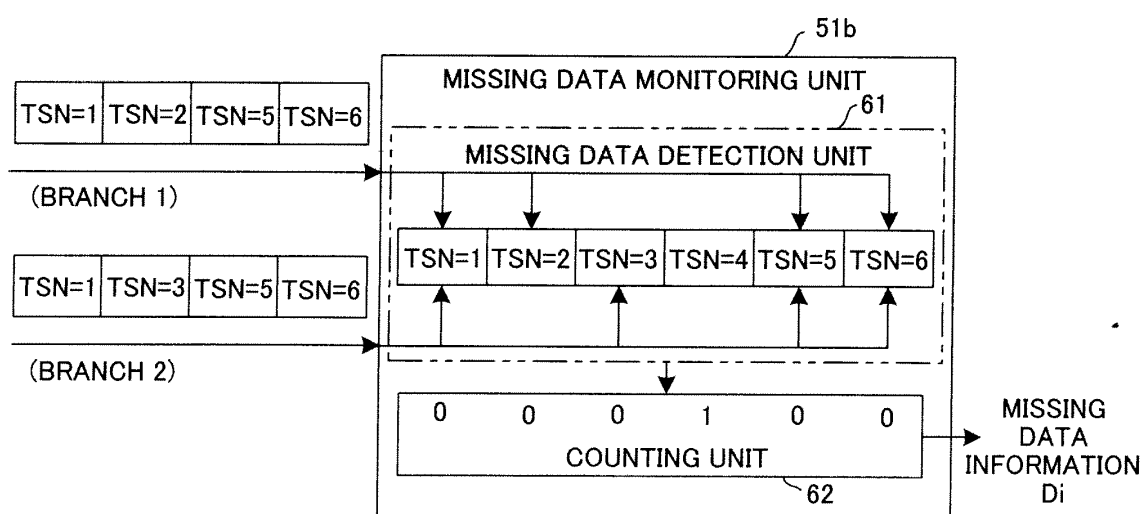 51b
MISSING DATA MONITORING UNIT
TSN=1 TSN=2 TSN=5 TSN=6
61
MISSING DATA DETECTION UNIT
(BRANCH 1)
TSN=1 TSN=2 TSN=3 TSN=4 TSN=5 TSN=6
TSN=1 TSN=3 TSN=5 TSN=6
(BRANCH 2)
0 0 0 1 0 0
COUNTING UNIT
62
MISSING
DATA
INFORMATION
Di